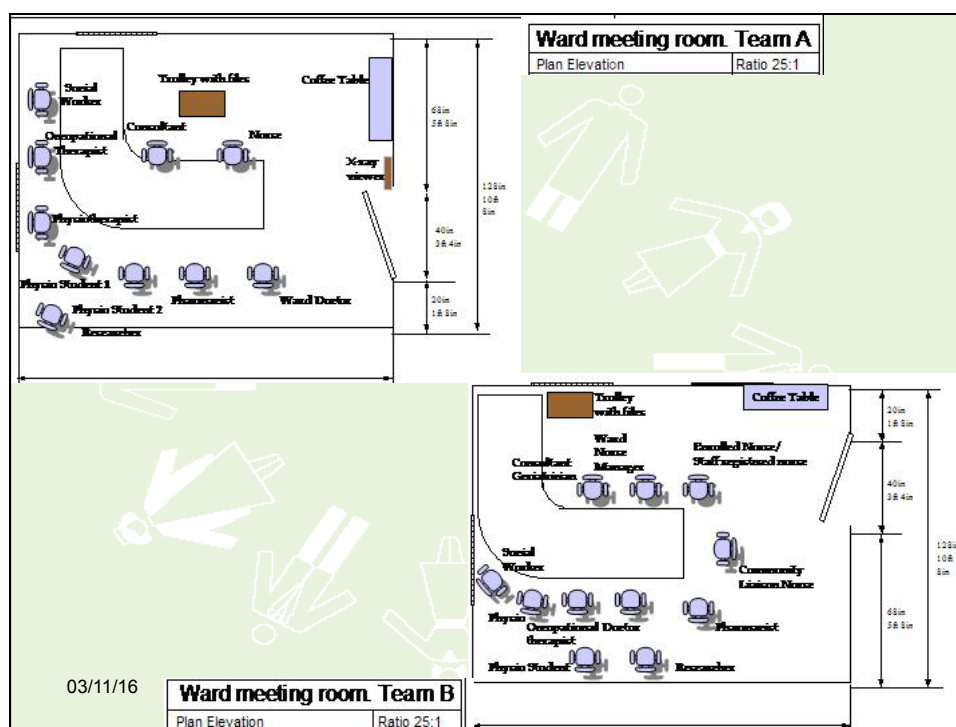 Ward meeting room. Team A
Plan Elevation
Ratio 25:1
Social
Worker
Trolley with files
Coffee Table
Occupational
Therapist
Consultant
Nurse
X-ray
viewer
Physiotherapist
Physio Student 1
Pharmacist
Ward Doctor
Physio Student 2
Researcher
68in
5ft 8in
128in
10ft
8in
40in
3ft 4in
20in
1ft 8in
Trolley
with files
Coffee Table
Ward
Nurse
Manager
Consultant
Geriatrician
Enrolled Nurse/
Staff registered nurse
Social
Worker
Community
Liaison Nurse
Physio
Occupational
therapist
Doctor
Pharmacist
Physio Student
Researcher
20in
1ft 8in
40in
3ft 4in
128in
10ft
8in
68in
5ft 8in
03/11/16
Ward meeting room. Team B
Plan Elevation
Ratio 25:1